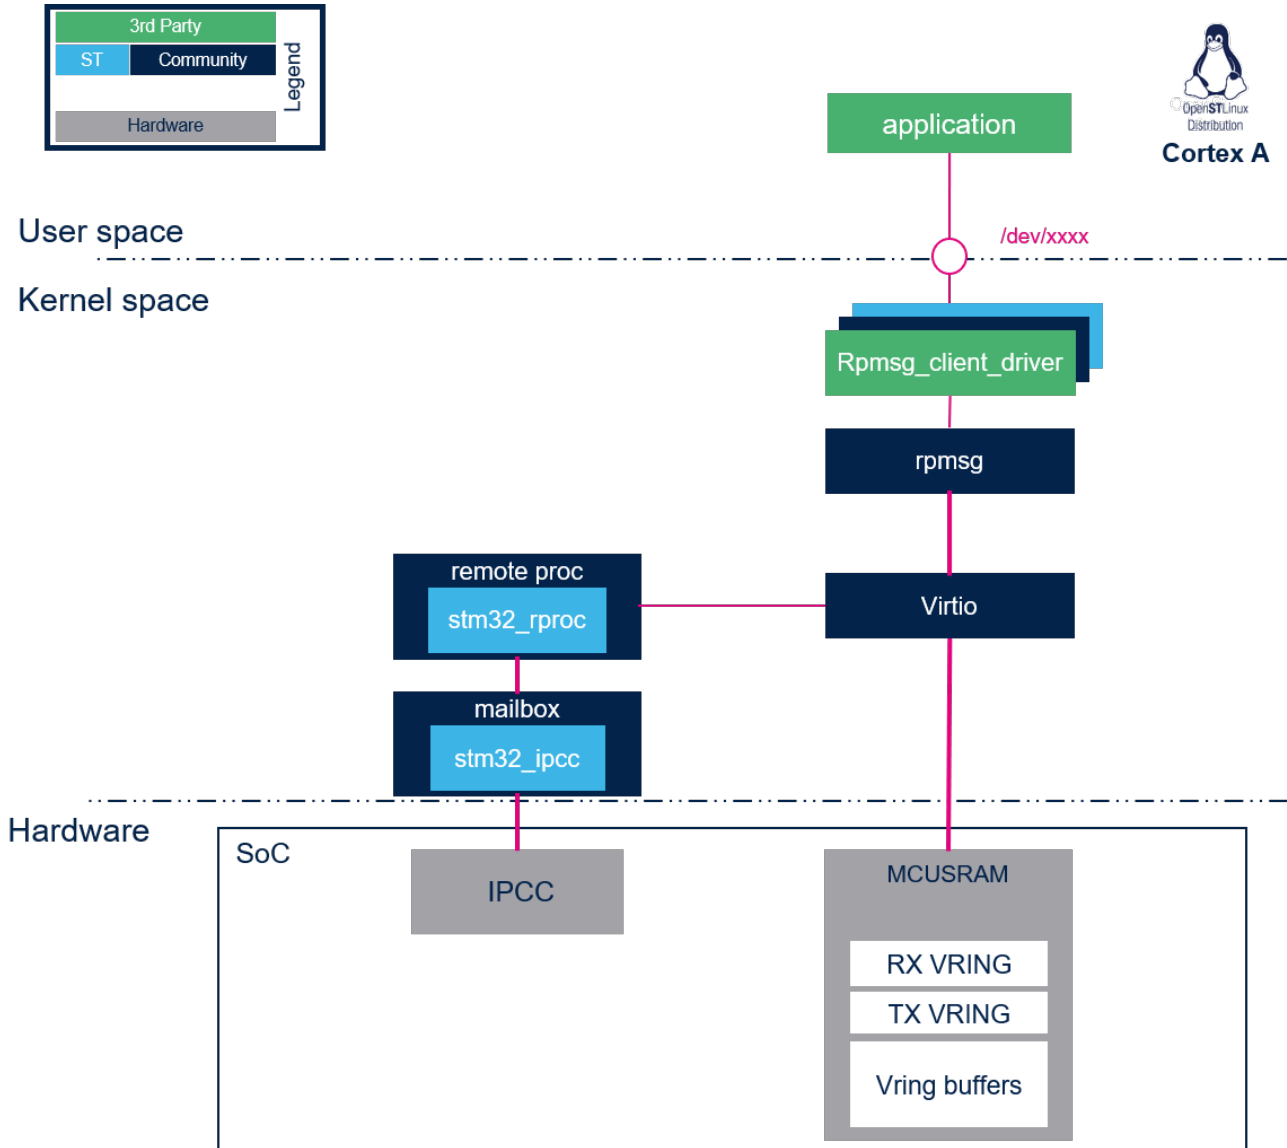 3rd Party
ST
Community
Hardware
Legend
OpenSTLinux
Distribution
Cortex A
application
User space
/dev/xxxx
Kernel space
Rpmsg_client_driver
rpmsg
remote proc
stm32_rproc
Virtio
mailbox
stm32_ipcc
Hardware
SoC
IPCC
MCUSRAM
RX VRING
TX VRING
Vring buffers